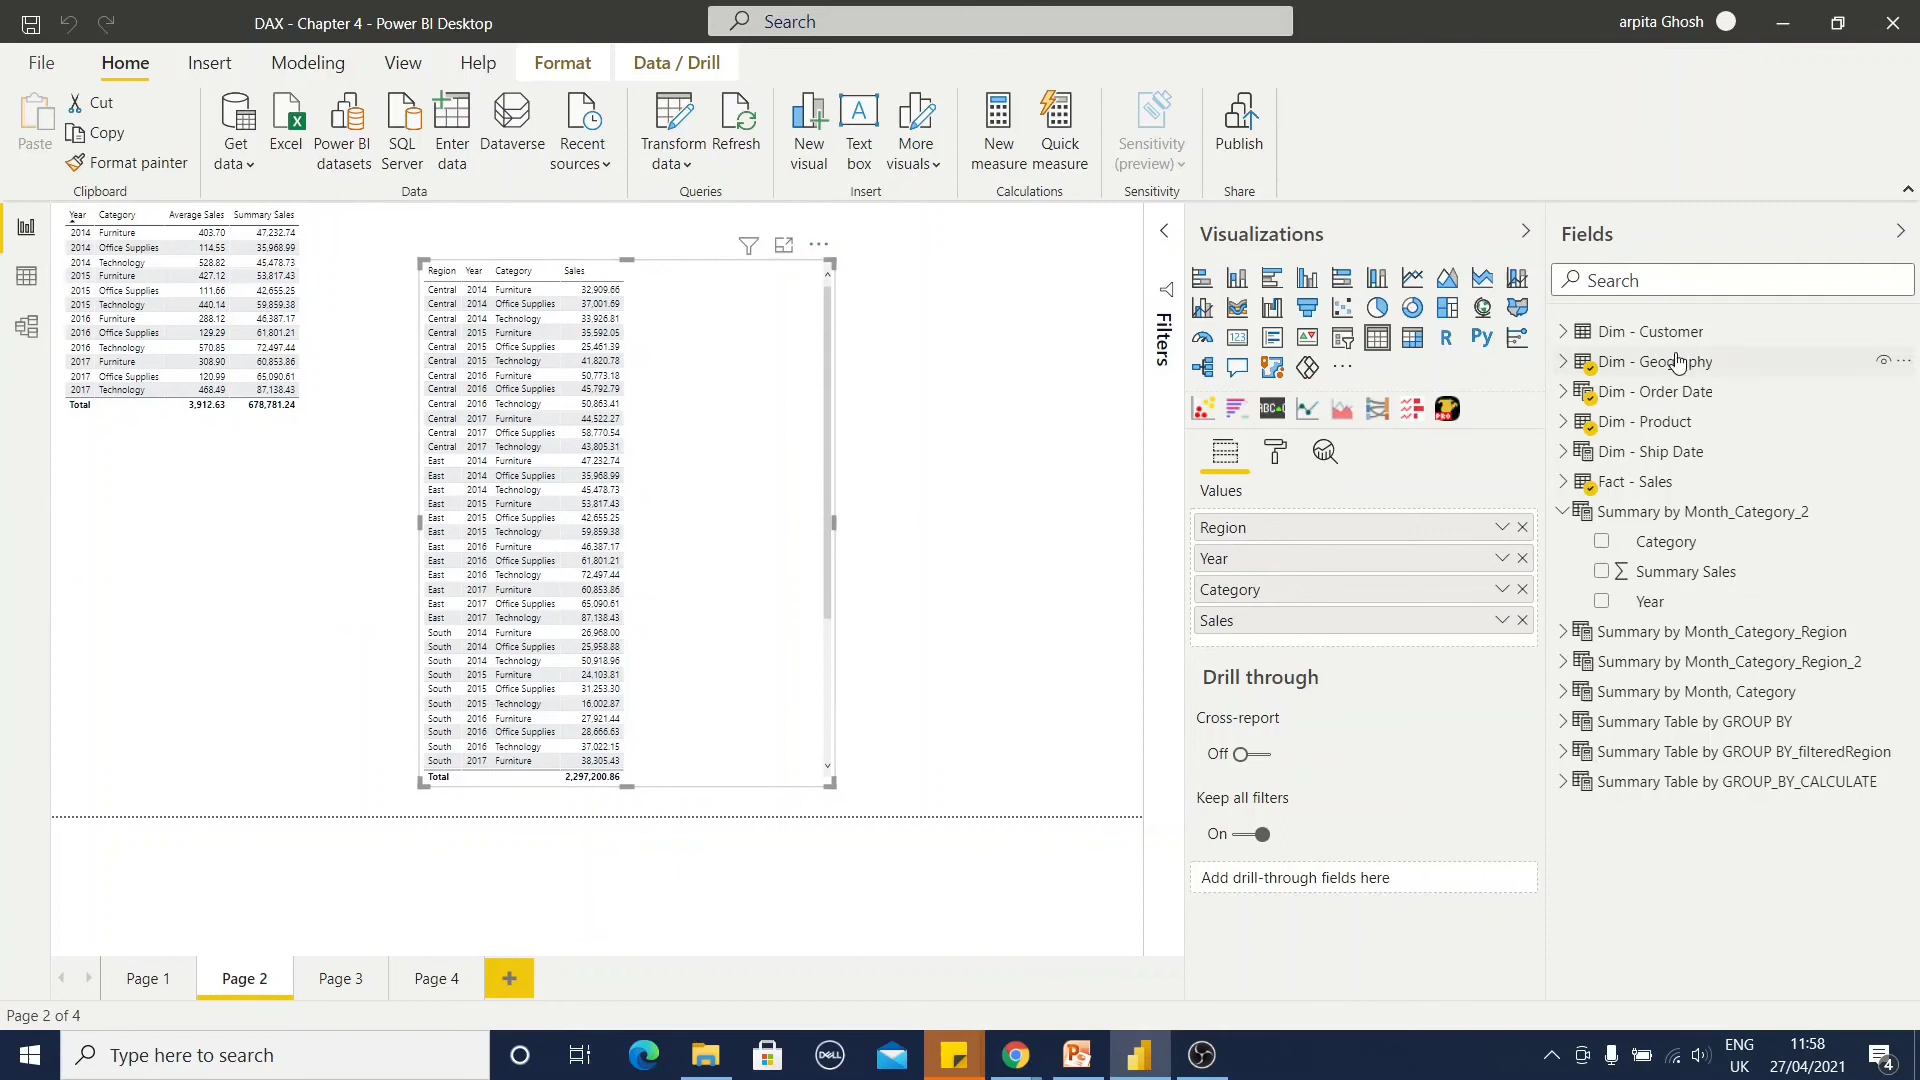 DAX - Chapter 4 - Power BI Desktop
Search
arpita Ghosh
File Home Insert Modeling View Help Format Data / Drill
Paste
Cut
Copy
Format painter
Clipboard
Get data
Excel
Power BI datasets
SQL Server
Enter data
Dataverse
Recent sources
Data
Transform data
Refresh
Queries
New visual
Text box
More visuals
Insert
New measure
Quick measure
Calculations
Sensitivity (preview)
Sensitivity
Publish
Share
Year Category Average Sales Summary Sales
2014 Furniture 403.70 47,232.74
2014 Office Supplies 114.55 35,968.99
2014 Technology 528.82 45,478.73
2015 Furniture 427.12 53,817.43
2015 Office Supplies 111.66 42,655.25
2015 Technology 440.14 59,859.38
2016 Furniture 288.12 46,387.17
2016 Office Supplies 129.29 61,801.21
2016 Technology 570.85 72,497.44
2017 Furniture 308.90 60,853.86
2017 Office Supplies 120.99 65,090.61
2017 Technology 468.49 87,138.43
Total 3,912.63 678,781.24
Region Year Category Sales
Central 2014 Furniture 32,909.66
Central 2014 Office Supplies 37,001.69
Central 2014 Technology 33,926.81
Central 2015 Furniture 35,592.05
Central 2015 Office Supplies 25,461.39
Central 2015 Technology 41,820.78
Central 2016 Furniture 50,773.18
Central 2016 Office Supplies 45,792.79
Central 2016 Technology 50,863.41
Central 2017 Furniture 44,522.27
Central 2017 Office Supplies 58,770.54
Central 2017 Technology 43,805.31
East 2014 Furniture 47,232.74
East 2014 Office Supplies 35,968.99
East 2014 Technology 45,478.73
East 2015 Furniture 53,817.43
East 2015 Office Supplies 42,655.25
East 2015 Technology 59,859.38
East 2016 Furniture 46,387.17
East 2016 Office Supplies 61,801.21
East 2016 Technology 72,497.44
East 2017 Furniture 60,853.86
East 2017 Office Supplies 65,090.61
East 2017 Technology 87,138.43
South 2014 Furniture 26,968.00
South 2014 Office Supplies 25,958.88
South 2014 Technology 50,918.96
South 2015 Furniture 24,103.81
South 2015 Office Supplies 31,253.30
South 2015 Technology 16,002.87
South 2016 Furniture 27,921.44
South 2016 Office Supplies 28,666.63
South 2016 Technology 37,022.15
South 2017 Furniture 38,305.43
Total 2,297,200.86
Filters
Visualizations
R
Py
ABC
PRO
Values
Region
Year
Category
Sales
Drill through
Cross-report
Off
Keep all filters
On
Add drill-through fields here
Fields
Search
Dim - Customer
Dim - Geography
Dim - Order Date
Dim - Product
Dim - Ship Date
Fact - Sales
Summary by Month_Category_2
Category
Summary Sales
Year
Summary by Month_Category_Region
Summary by Month_Category_Region_2
Summary by Month, Category
Summary Table by GROUP BY
Summary Table by GROUP BY_filteredRegion
Summary Table by GROUP_BY_CALCULATE
Page 1 Page 2 Page 3 Page 4
Page 2 of 4
Type here to search
DELL
ENG
UK
11:58
27/04/2021
4